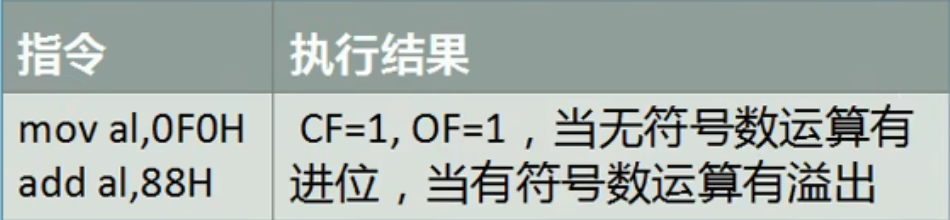 指令 执行结果
mov al,0F0H CF=1, OF=1，当无符号数运算有
add al,88H 进位，当有符号数运算有溢出